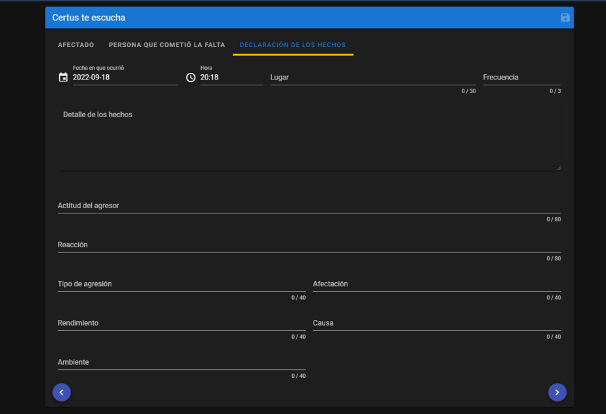 Certus te escucha
AFECTADO PERSONA QUE COMETIÓ LA FALTA DECLARACIÓN DE LOS HECHOS
Fecha en que ocurrió Hora
2022-09-18 20:18 Lugar Frecuencia
0 / 30 0 / 3
Detalle de los hechos
Actitud del agresor
0 / 80
Reacción
0 / 80
Tipo de agresión Afectación
0 / 40 0 / 40
Rendimiento Causa
0 / 40 0 / 40
Ambiente
0 / 40